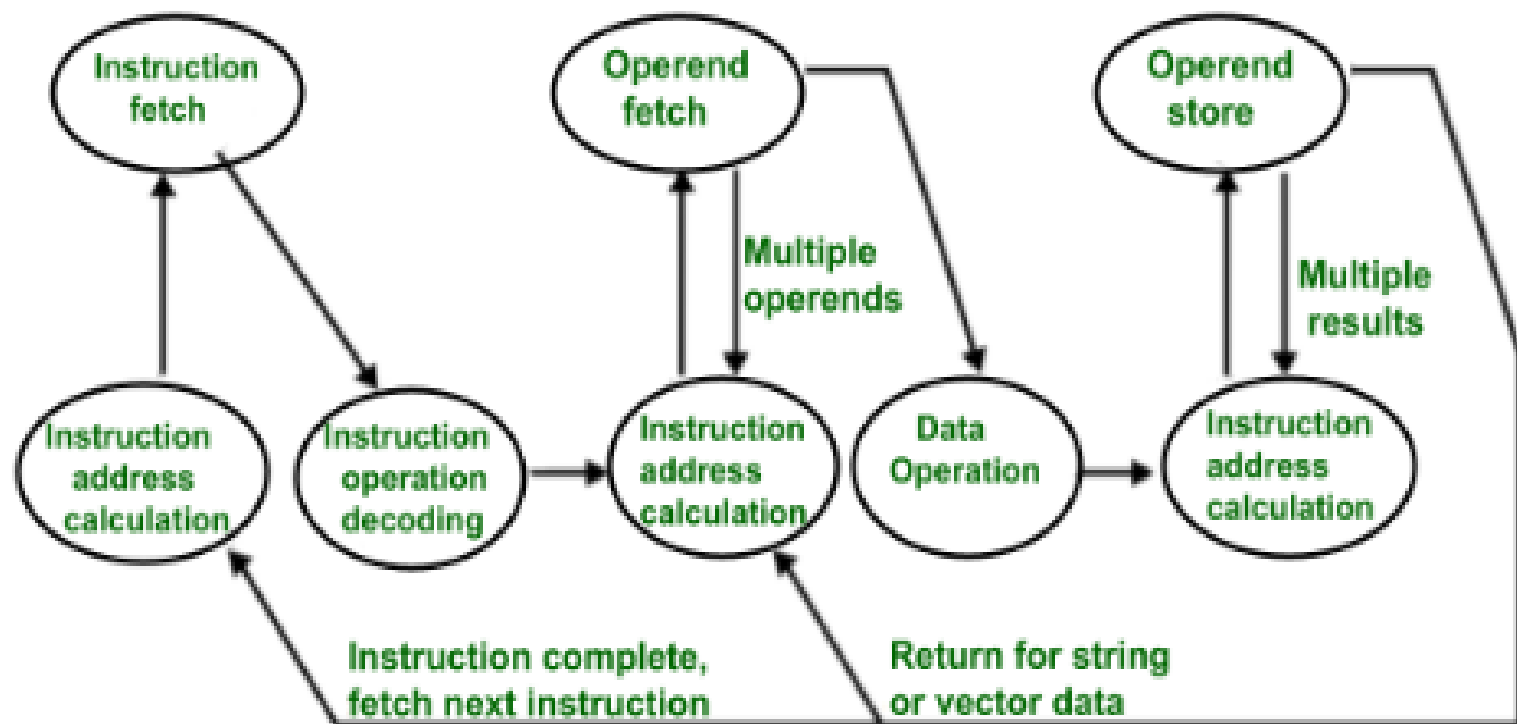 Instruction
fetch
Operend
fetch
Operend
store
Multiple
operends
Multiple
results
Instruction
address
calculation
Instruction
operation
decoding
Instruction
address
calculation
Data
Operation
Instruction
address
calculation
Instruction complete,
fetch next instruction
Return for string
or vector data